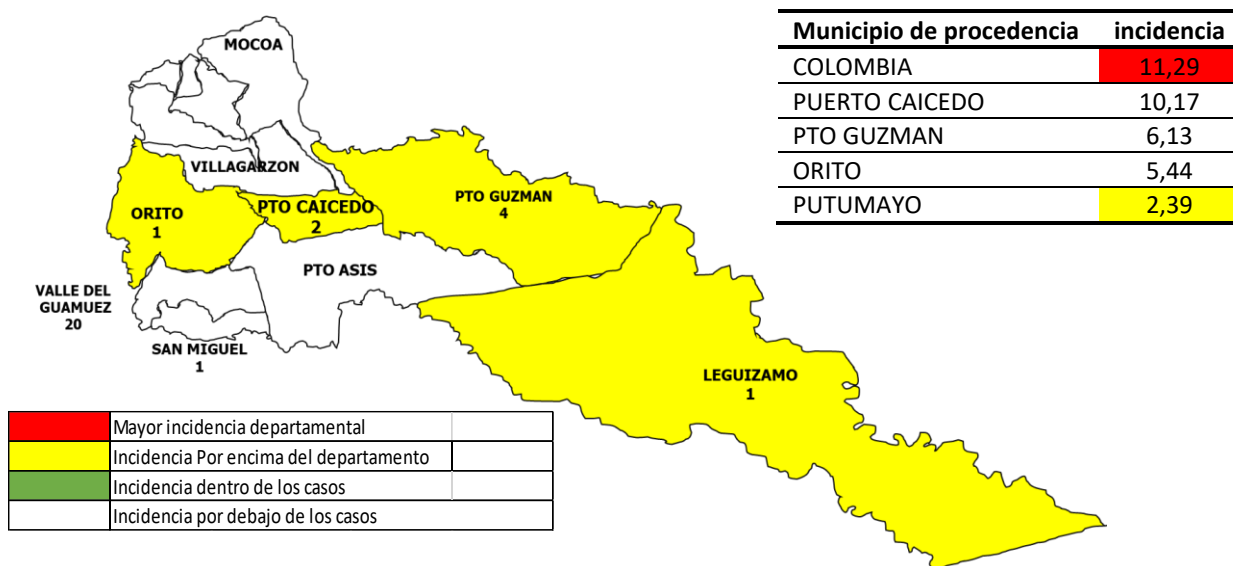 Municipio de procedencia incidencia
COLOMBIA 11,29
PUERTO CAICEDO 10,17
PTO GUZMAN 6,13
ORITO 5,44
PUTUMAYO 2,39
MOCOA
VILLAGARZON
ORITO
1
PTO CAICEDO
2
PTO GUZMAN
4
PTO ASIS
VALLE DEL
GUAMUEZ
20
SAN MIGUEL
1
LEGUIZAMO
1
Mayor incidencia departamental
Incidencia Por encima del departamento
Incidencia dentro de los casos
Incidencia por debajo de los casos